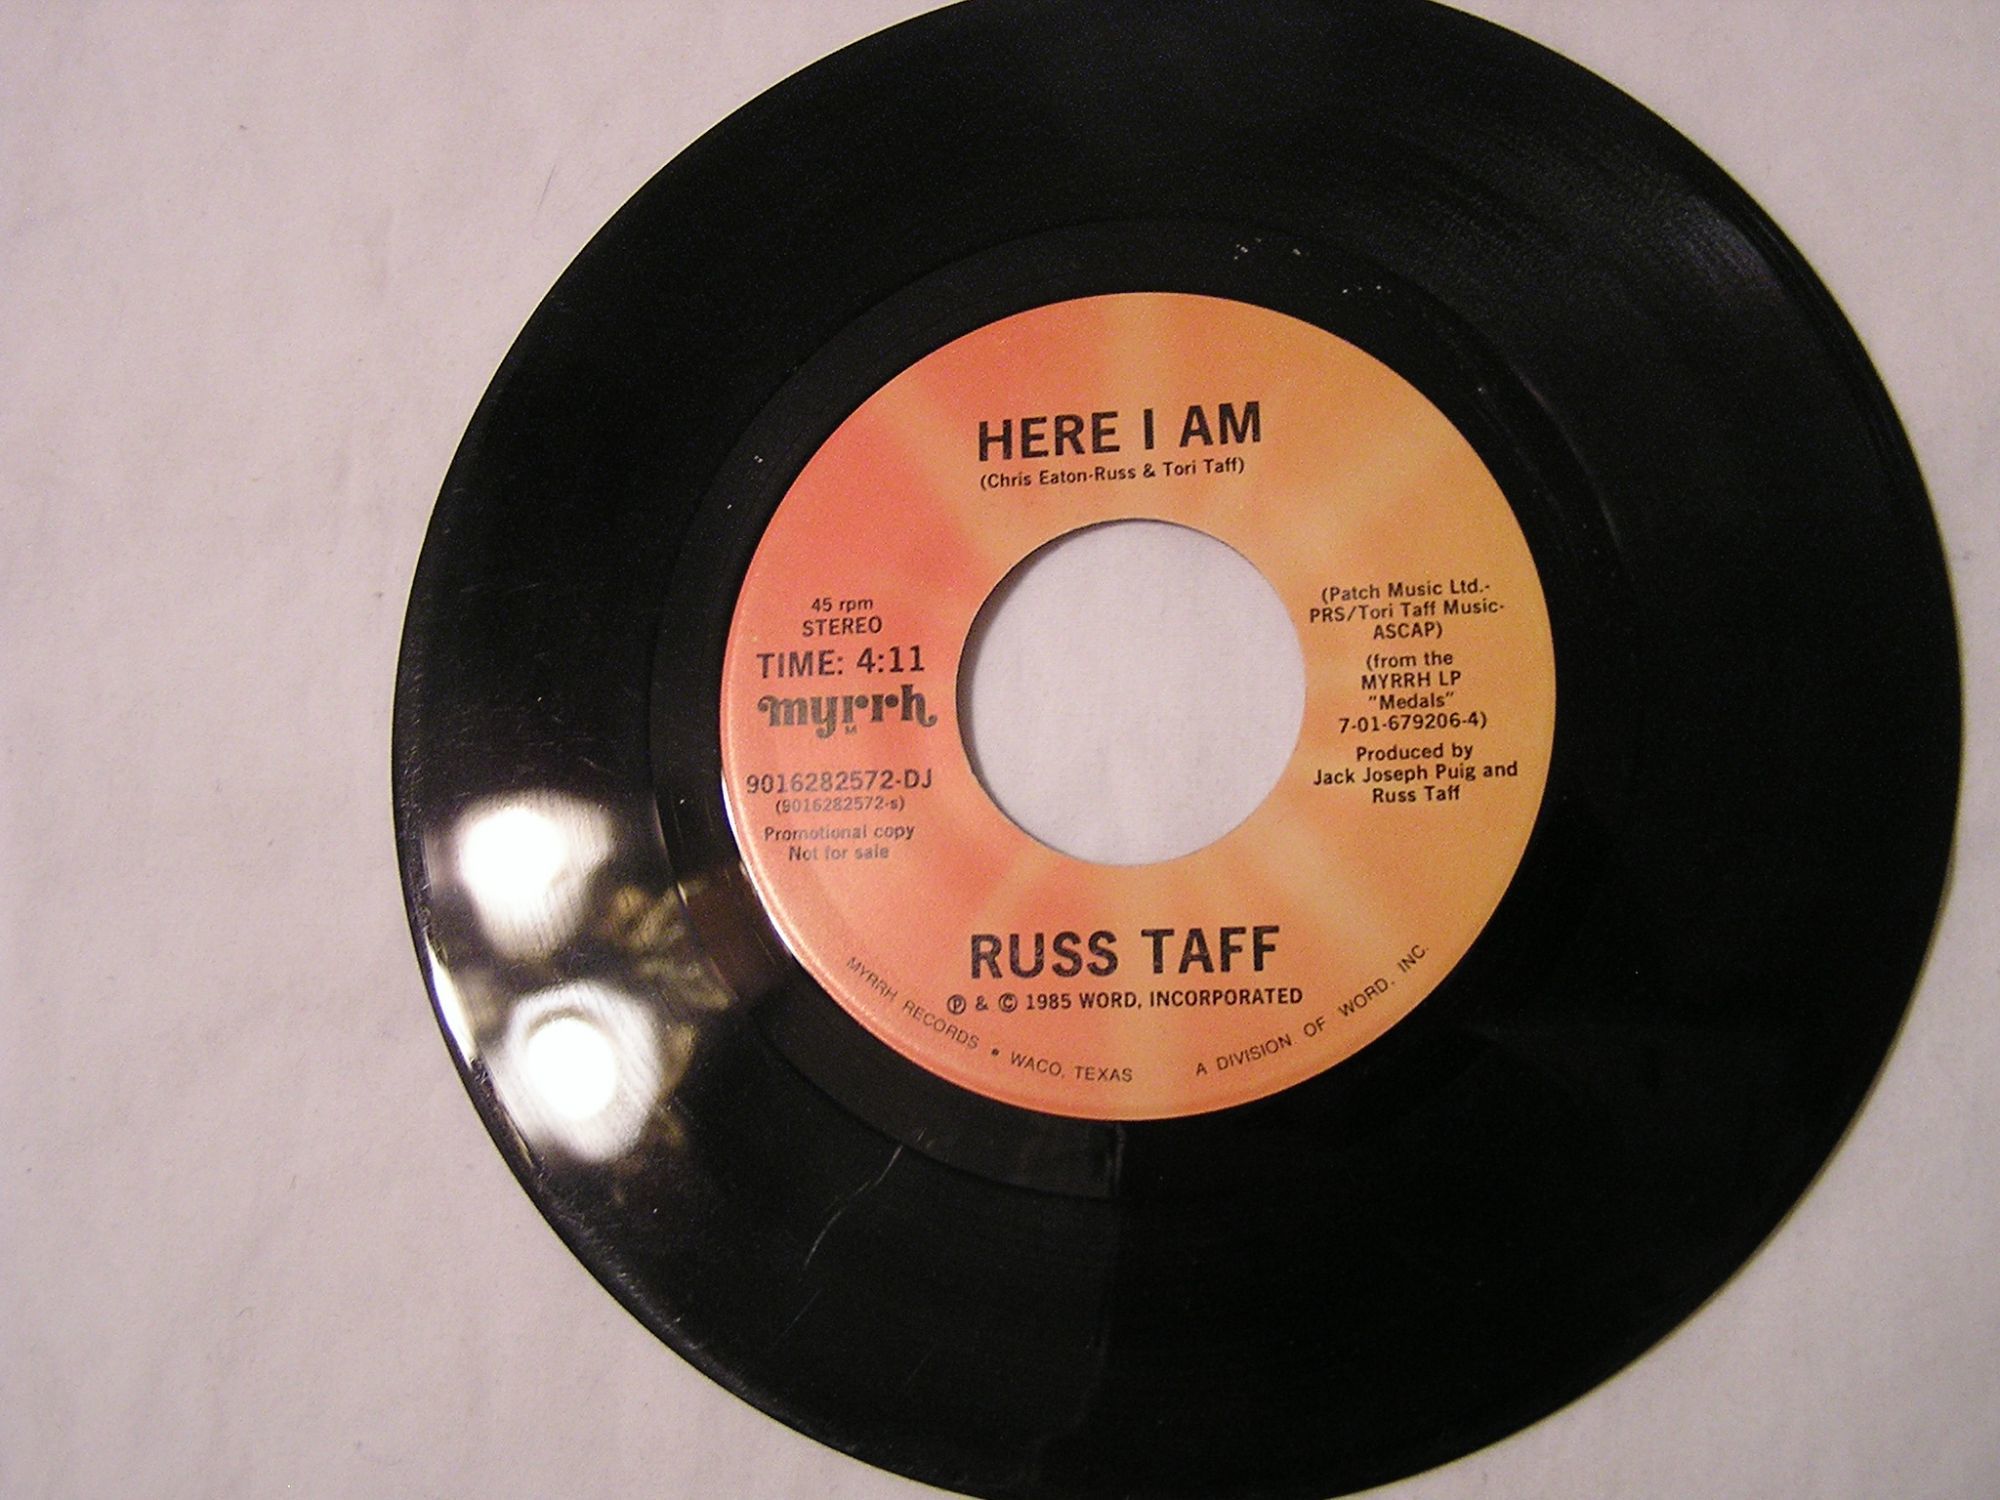 HERE I AM
(Chris Eaton-Russ & Tori Taff)
45 rpm
STEREO
TIME: 4:11
myrrh
M
9016282572-DJ
(9016282572-s)
Promotional copy
Not for sale
(Patch Music Ltd.-
PRS/Tori Taff Music-
ASCAP)
(from the
MYRRH LP
"Medals"
7-01-679206-4)
Produced by
Jack Joseph Puig and
Russ Taff
RUSS TAFF
℗ & © 1985 WORD, INCORPORATED
MYRRH RECORDS • WACO, TEXAS A DIVISION OF WORD, INC.